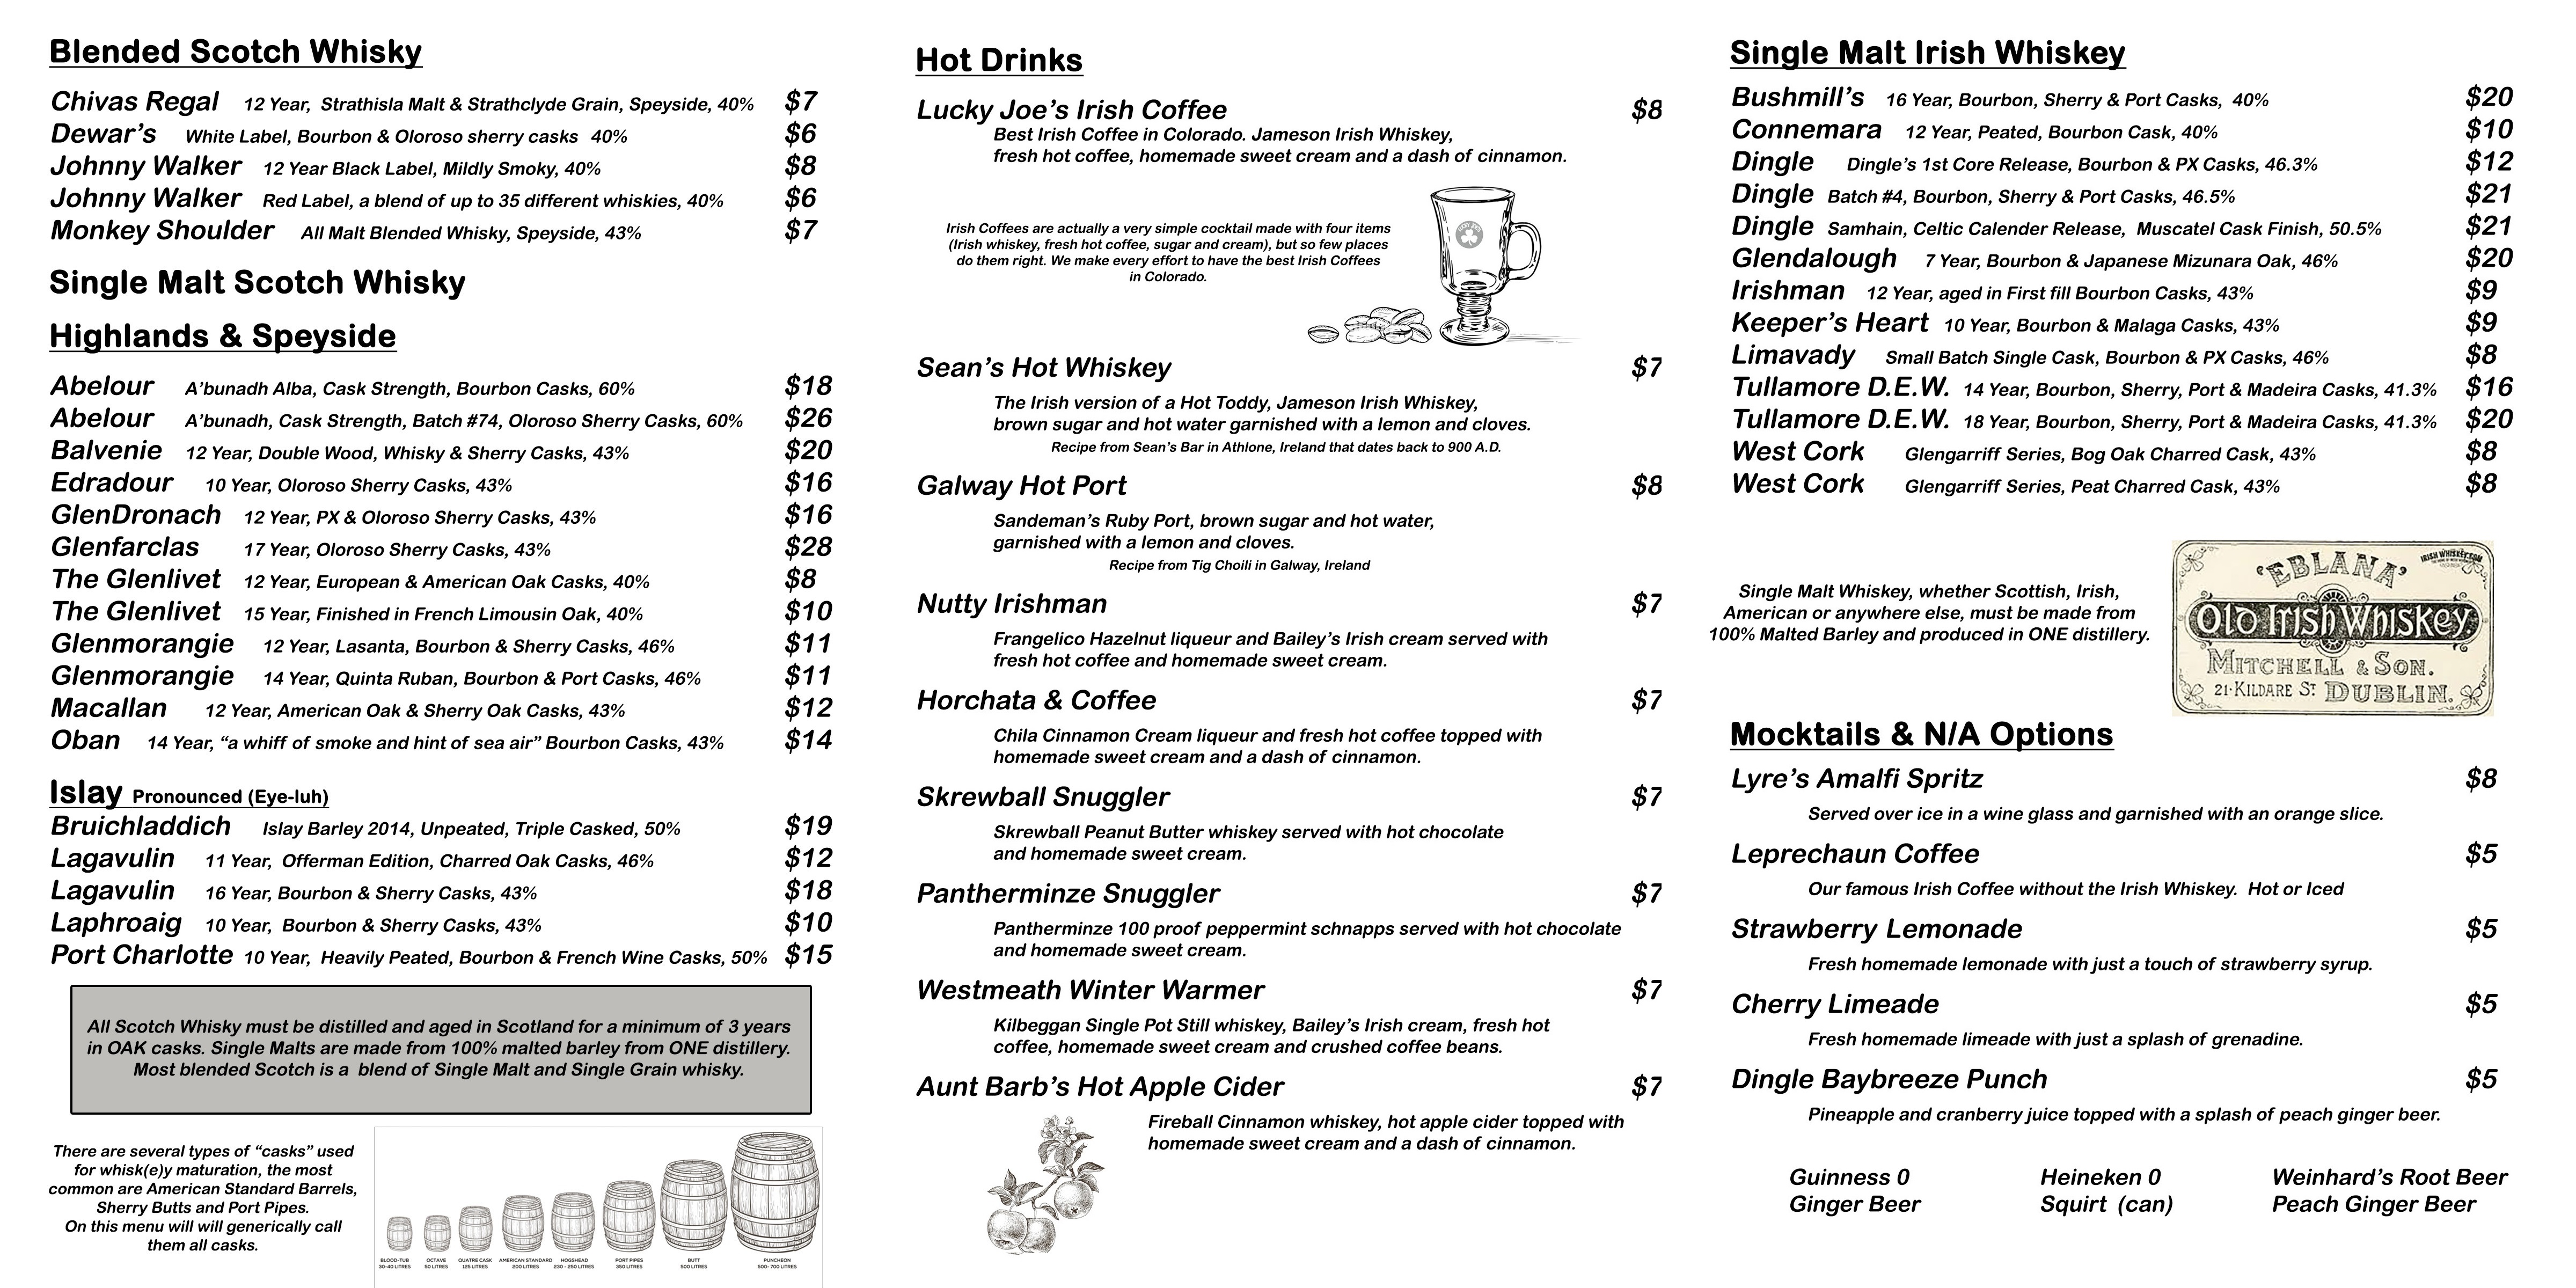 Blended Scotch Whisky
Chivas Regal 12 Year, Strathisla Malt & Strathclyde Grain, Speyside, 40% $7
Dewar's White Label, Bourbon & Oloroso sherry casks 40% $6
Johnny Walker 12 Year Black Label, Mildly Smoky, 40% $8
Johnny Walker Red Label, a blend of up to 35 different whiskies, 40% $6
Monkey Shoulder All Malt Blended Whisky, Speyside, 43% $7
Single Malt Scotch Whisky
Highlands & Speyside
Abelour A'bunadh Alba, Cask Strength, Bourbon Casks, 60% $18
Abelour A'bunadh, Cask Strength, Batch #74, Oloroso Sherry Casks, 60% $26
Balvenie 12 Year, Double Wood, Whisky & Sherry Casks, 43% $20
Edradour 10 Year, Oloroso Sherry Casks, 43% $16
GlenDronach 12 Year, PX & Oloroso Sherry Casks, 43% $16
Glenfarclas 17 Year, Oloroso Sherry Casks, 43% $28
The Glenlivet 12 Year, European & American Oak Casks, 40% $8
The Glenlivet 15 Year, Finished in French Limousin Oak, 40% $10
Glenmorangie 12 Year, Lasanta, Bourbon & Sherry Casks, 46% $11
Glenmorangie 14 Year, Quinta Ruban, Bourbon & Port Casks, 46% $11
Macallan 12 Year, American Oak & Sherry Oak Casks, 43% $12
Oban 14 Year, "a whiff of smoke and hint of sea air" Bourbon Casks, 43% $14
Islay Pronounced (Eye-luh)
Bruichladdich Islay Barley 2014, Unpeated, Triple Casked, 50% $19
Lagavulin 11 Year, Offerman Edition, Charred Oak Casks, 46% $12
Lagavulin 16 Year, Bourbon & Sherry Casks, 43% $18
Laphroaig 10 Year, Bourbon & Sherry Casks, 43% $10
Port Charlotte 10 Year, Heavily Peated, Bourbon & French Wine Casks, 50% $15
All Scotch Whisky must be distilled and aged in Scotland for a minimum of 3 years
in OAK casks. Single Malts are made from 100% malted barley from ONE distillery.
Most blended Scotch is a blend of Single Malt and Single Grain whisky.
There are several types of "casks" used
for whisk(e)y maturation, the most
common are American Standard Barrels,
Sherry Butts and Port Pipes.
On this menu will will generically call
them all casks.
BLOOD-TUB OCTAVE QUATRE CASK AMERICAN STANDARD HOGSHEAD PORT PIPES BUTT PUNCHEON
30-40 LITRES 50 LITRES 125 LITRES 200 LITRES 230 - 250 LITRES 350 LITRES 500 LITRES 500- 700 LITRES
Hot Drinks
Lucky Joe's Irish Coffee $8
Best Irish Coffee in Colorado. Jameson Irish Whiskey,
fresh hot coffee, homemade sweet cream and a dash of cinnamon.
Irish Coffees are actually a very simple cocktail made with four items
(Irish whiskey, fresh hot coffee, sugar and cream), but so few places
do them right. We make every effort to have the best Irish Coffees
in Colorado.
Sean's Hot Whiskey $7
The Irish version of a Hot Toddy, Jameson Irish Whiskey,
brown sugar and hot water garnished with a lemon and cloves.
Recipe from Sean's Bar in Athlone, Ireland that dates back to 900 A.D.
Galway Hot Port $8
Sandeman's Ruby Port, brown sugar and hot water,
garnished with a lemon and cloves.
Recipe from Tig Choili in Galway, Ireland
Nutty Irishman $7
Frangelico Hazelnut liqueur and Bailey's Irish cream served with
fresh hot coffee and homemade sweet cream.
Horchata & Coffee $7
Chila Cinnamon Cream liqueur and fresh hot coffee topped with
homemade sweet cream and a dash of cinnamon.
Skrewball Snuggler $7
Skrewball Peanut Butter whiskey served with hot chocolate
and homemade sweet cream.
Pantherminze Snuggler $7
Pantherminze 100 proof peppermint schnapps served with hot chocolate
and homemade sweet cream.
Westmeath Winter Warmer $7
Kilbeggan Single Pot Still whiskey, Bailey's Irish cream, fresh hot
coffee, homemade sweet cream and crushed coffee beans.
Aunt Barb's Hot Apple Cider $7
Fireball Cinnamon whiskey, hot apple cider topped with
homemade sweet cream and a dash of cinnamon.
Single Malt Irish Whiskey
Bushmill's 16 Year, Bourbon, Sherry & Port Casks, 40% $20
Connemara 12 Year, Peated, Bourbon Cask, 40% $10
Dingle Dingle's 1st Core Release, Bourbon & PX Casks, 46.3% $12
Dingle Batch #4, Bourbon, Sherry & Port Casks, 46.5% $21
Dingle Samhain, Celtic Calender Release, Muscatel Cask Finish, 50.5% $21
Glendalough 7 Year, Bourbon & Japanese Mizunara Oak, 46% $20
Irishman 12 Year, aged in First fill Bourbon Casks, 43% $9
Keeper's Heart 10 Year, Bourbon & Malaga Casks, 43% $9
Limavady Small Batch Single Cask, Bourbon & PX Casks, 46% $8
Tullamore D.E.W. 14 Year, Bourbon, Sherry, Port & Madeira Casks, 41.3% $16
Tullamore D.E.W. 18 Year, Bourbon, Sherry, Port & Madeira Casks, 41.3% $20
West Cork Glengarriff Series, Bog Oak Charred Cask, 43% $8
West Cork Glengarriff Series, Peat Charred Cask, 43% $8
Single Malt Whiskey, whether Scottish, Irish,
American or anywhere else, must be made from
100% Malted Barley and produced in ONE distillery.
'EBLANA'
Old Irish Whiskey
MITCHELL & SON.
21·KILDARE ST DUBLIN.
Mocktails & N/A Options
Lyre's Amalfi Spritz $8
Served over ice in a wine glass and garnished with an orange slice.
Leprechaun Coffee $5
Our famous Irish Coffee without the Irish Whiskey. Hot or Iced
Strawberry Lemonade $5
Fresh homemade lemonade with just a touch of strawberry syrup.
Cherry Limeade $5
Fresh homemade limeade with just a splash of grenadine.
Dingle Baybreeze Punch $5
Pineapple and cranberry juice topped with a splash of peach ginger beer.
Guinness 0 Heineken 0 Weinhard's Root Beer
Ginger Beer Squirt (can) Peach Ginger Beer